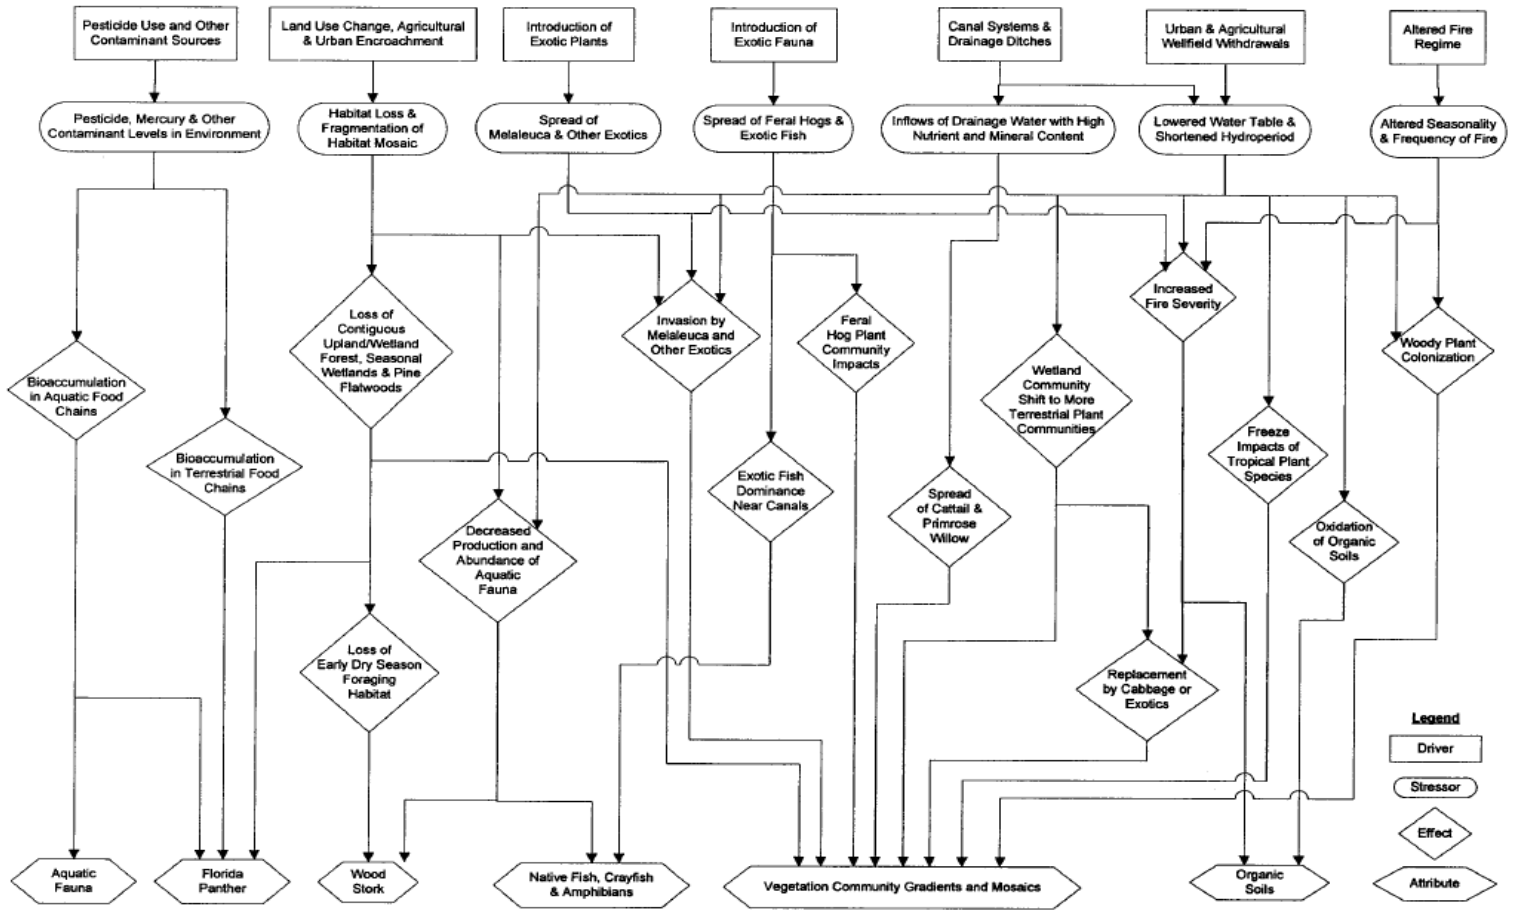 Pesticide Use and Other
Contaminant Sources
Land Use Change, Agricultural
& Urban Encroachment
Introduction of
Exotic Plants
Introduction of
Exotic Fauna
Canal Systems &
Drainage Ditches
Urban & Agricultural
Wellfield Withdrawals
Altered Fire
Regime
Pesticide, Mercury & Other
Contaminant Levels in Environment
Habitat Loss &
Fragmentation of
Habitat Mosaic
Spread of
Melaleuca & Other Exotics
Spread of Feral Hogs &
Exotic Fish
Inflows of Drainage Water with High
Nutrient and Mineral Content
Lowered Water Table &
Shortened Hydroperiod
Altered Seasonality
& Frequency of Fire
Bioaccumulation
in Aquatic Food
Chains
Bioaccumulation
in Terrestrial Food
Chains
Loss of
Contiguous
Upland/Wetland
Forest, Seasonal
Wetlands & Pine
Flatwoods
Invasion by
Melaleuca and
Other Exotics
Feral
Hog Plant
Community
Impacts
Wetland
Community
Shift to More
Terrestrial Plant
Communities
Increased
Fire Severity
Woody Plant
Colonization
Freeze
Impacts of
Tropical Plant
Species
Exotic Fish
Dominance
Near Canals
Spread
of Cattail &
Primrose
Willow
Oxidation
of Organic
Soils
Decreased
Production and
Abundance of
Aquatic
Fauna
Loss of
Early Dry Season
Foraging
Habitat
Replacement
by Cabbage or
Exotics
Aquatic
Fauna
Florida
Panther
Wood
Stork
Native Fish, Crayfish
& Amphibians
Vegetation Community Gradients and Mosaics
Organic
Soils
Legend
Driver
Stressor
Effect
Attribute